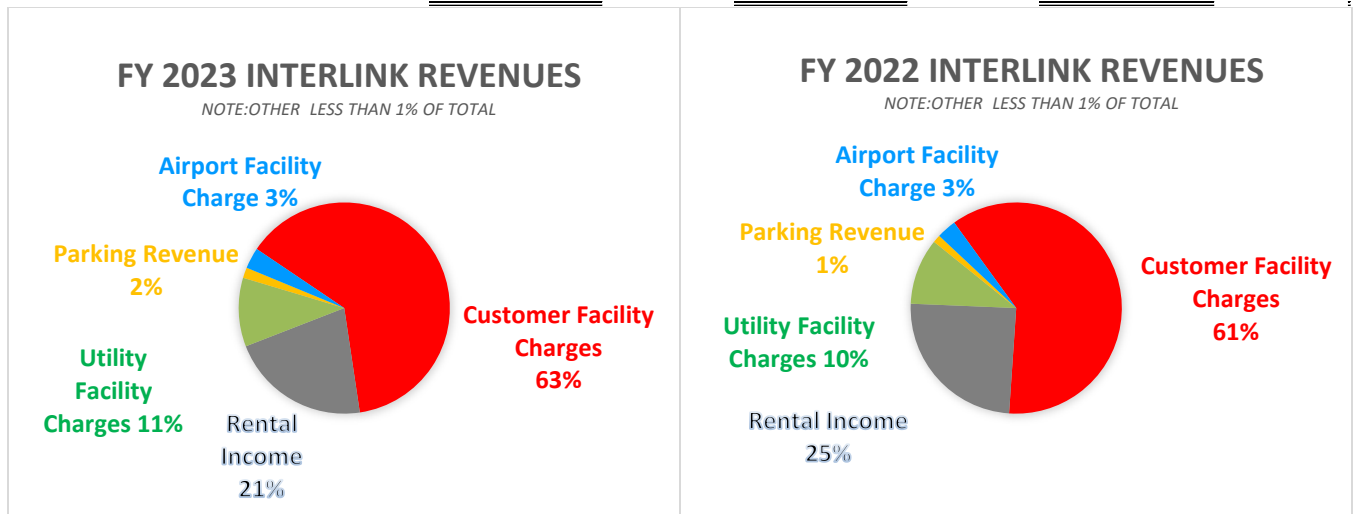 FY 2023 INTERLINK REVENUES
NOTE:OTHER LESS THAN 1% OF TOTAL
Airport Facility
Charge 3%
Parking Revenue
2%
Customer Facility
Charges
63%
Utility
Facility
Charges 11%
Rental
Income
21%
FY 2022 INTERLINK REVENUES
NOTE:OTHER LESS THAN 1% OF TOTAL
Airport Facility
Charge 3%
Parking Revenue
1%
Customer Facility
Charges
61%
Utility Facility
Charges 10%
Rental Income
25%